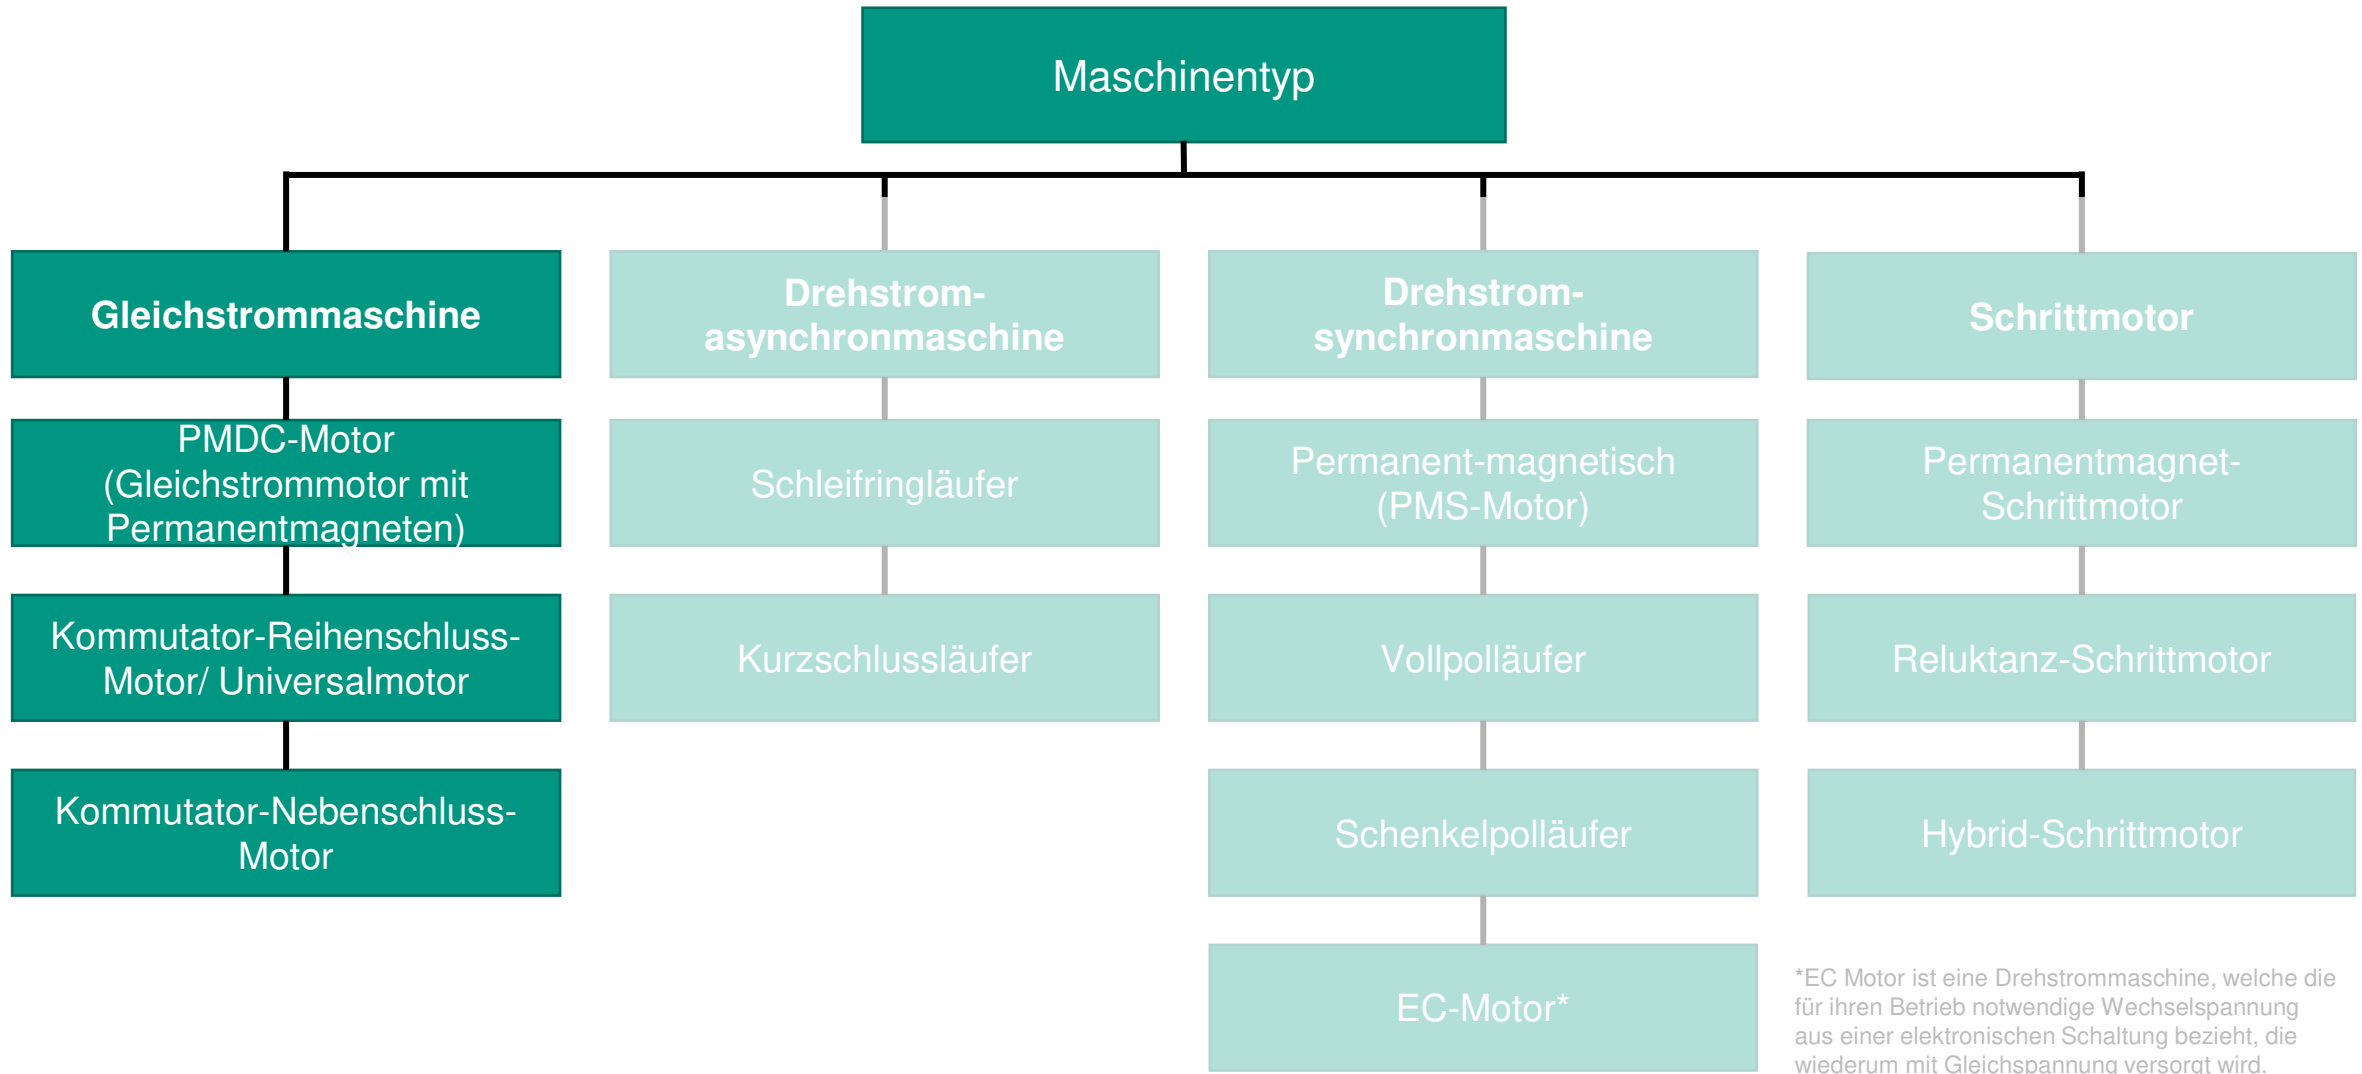 Maschinentyp
Gleichstrommaschine
PMDC-Motor
(Gleichstrommotor mit
Permanentmagneten)
Kommutator-Reihenschluss-
Motor/ Universalmotor
Kommutator-Nebenschluss-
Motor
Drehstrom-
asynchronmaschine
Schleifringläufer
Kurzschlussläufer
Drehstrom-
synchronmaschine
Permanent-magnetisch
(PMS-Motor)
Vollpolläufer
Schenkelpolläufer
EC-Motor*
Schrittmotor
Permanentmagnet-
Schrittmotor
Reluktanz-Schrittmotor
Hybrid-Schrittmotor
*EC Motor ist eine Drehstrommaschine, welche die
für ihren Betrieb notwendige Wechselspannung
aus einer elektronischen Schaltung bezieht, die
wiederum mit Gleichspannung versorgt wird.